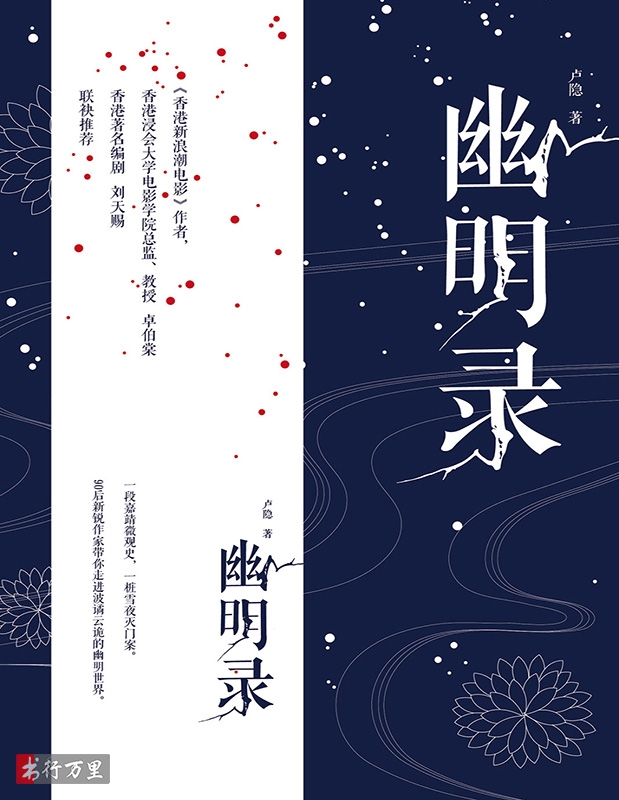 卢隐 著
幽明录
《香港新浪潮电影》作者，
香港浸会大学电影学院总监、教授 卓伯棠
香港著名编剧 刘天赐
联袂推荐
卢隐 著
幽明录
一段嘉靖微观史，一桩雪夜灭门案。
90后新锐作家带你走进波谲云诡的幽明世界。
书行万里